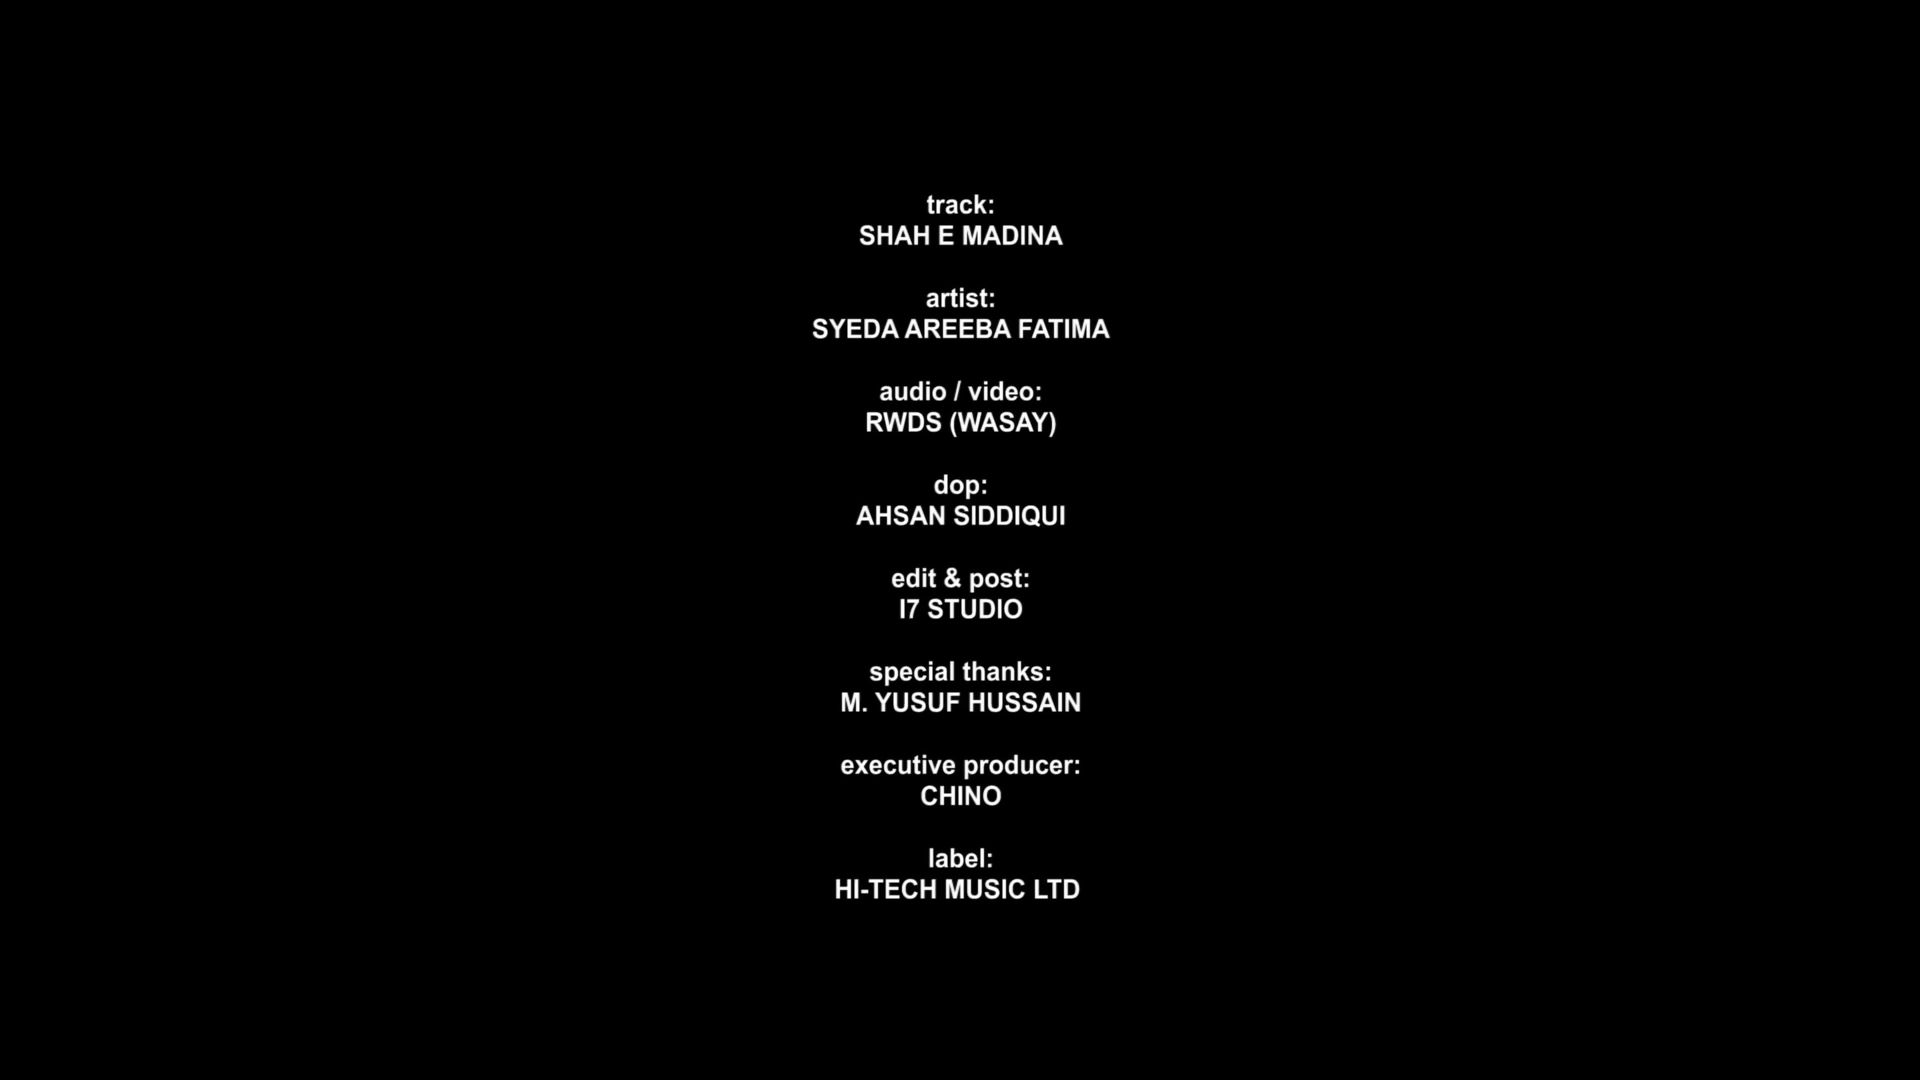 track:
SHAH E MADINA
artist:
SYEDA AREEBA FATIMA
audio / video:
RWDS (WASAY)
dop:
AHSAN SIDDIQUI
edit & post:
I7 STUDIO
special thanks:
M. YUSUF HUSSAIN
executive producer:
CHINO
label:
HI-TECH MUSIC LTD